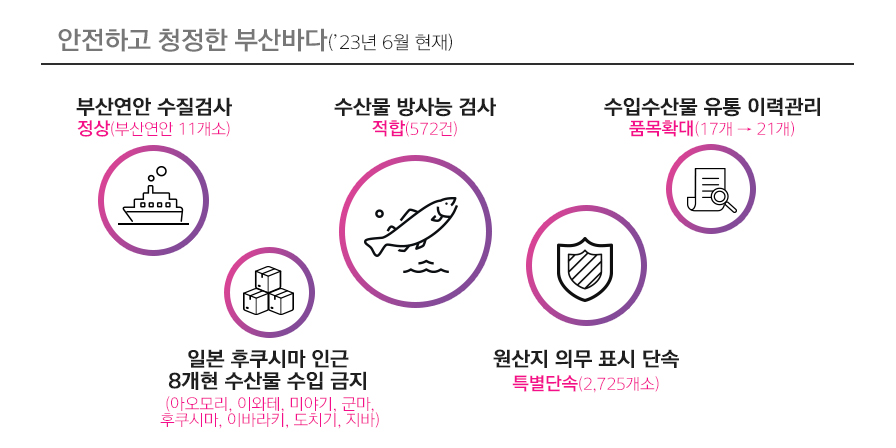 안전하고 청정한 부산바다('23년 6월 현재)
부산연안 수질검사
정상(부산연안 11개소)
수산물 방사능 검사
적합(572건)
수입수산물 유통 이력관리
품목확대(17개 → 21개)
일본 후쿠시마 인근
8개현 수산물 수입 금지
(아오모리, 이와테, 미야기, 군마,
후쿠시마, 이바라키, 도치기, 지바)
원산지 의무 표시 단속
특별단속(2,725개소)